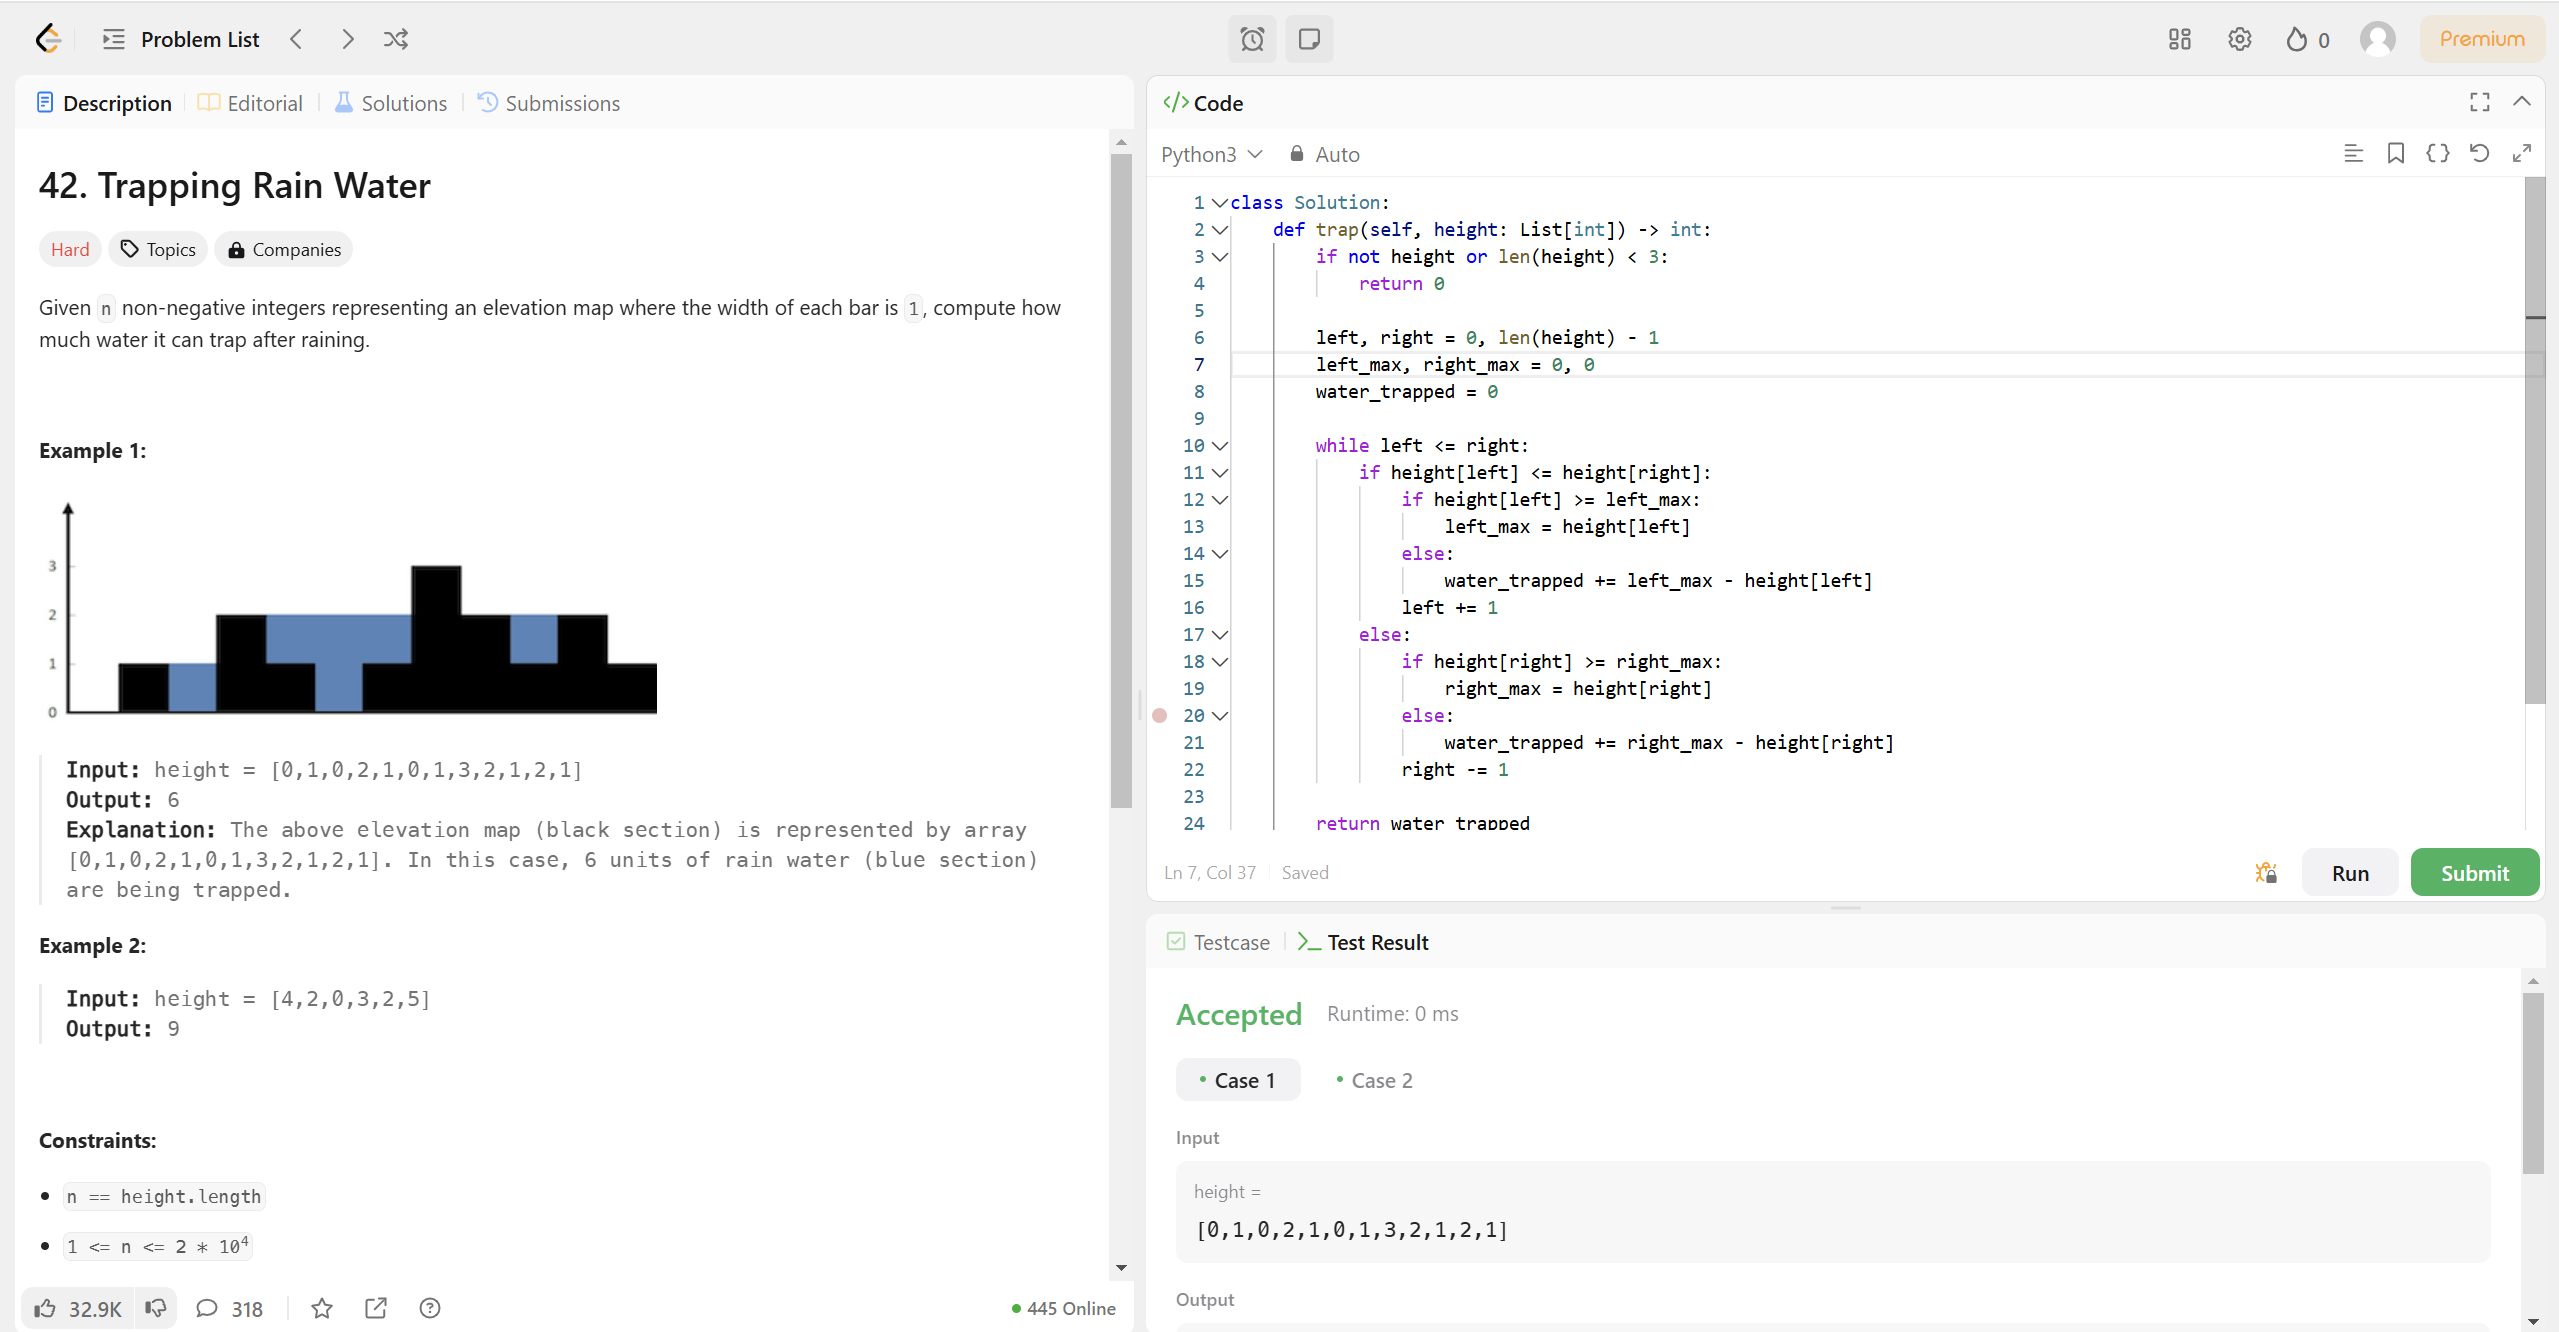 Problem List
0
Premium
Description
Editorial
Solutions
Submissions
42. Trapping Rain Water
Hard
Topics
Companies
Given n non-negative integers representing an elevation map where the width of each bar is 1, compute how
much water it can trap after raining.
Example 1:
3
2
1
0
Input: height = [0,1,0,2,1,0,1,3,2,1,2,1]
Output: 6
Explanation: The above elevation map (black section) is represented by array
[0,1,0,2,1,0,1,3,2,1,2,1]. In this case, 6 units of rain water (blue section)
are being trapped.
Example 2:
Input: height = [4,2,0,3,2,5]
Output: 9
Constraints:
• n == height.length
• 1 <= n <= 2 * 10⁴
32.9K
318
445 Online
</> Code
Python3
Auto
1 class Solution:
2     def trap(self, height: List[int]) -> int:
3         if not height or len(height) < 3:
4             return 0
5
6         left, right = 0, len(height) - 1
7         left_max, right_max = 0, 0
8         water_trapped = 0
9
10         while left <= right:
11             if height[left] <= height[right]:
12                 if height[left] >= left_max:
13                     left_max = height[left]
14                 else:
15                     water_trapped += left_max - height[left]
16                 left += 1
17             else:
18                 if height[right] >= right_max:
19                     right_max = height[right]
20                 else:
21                     water_trapped += right_max - height[right]
22                 right -= 1
23
24         return water_trapped
Ln 7, Col 37
Saved
Run
Submit
Testcase
Test Result
Accepted
Runtime: 0 ms
• Case 1
• Case 2
Input
height =
[0,1,0,2,1,0,1,3,2,1,2,1]
Output